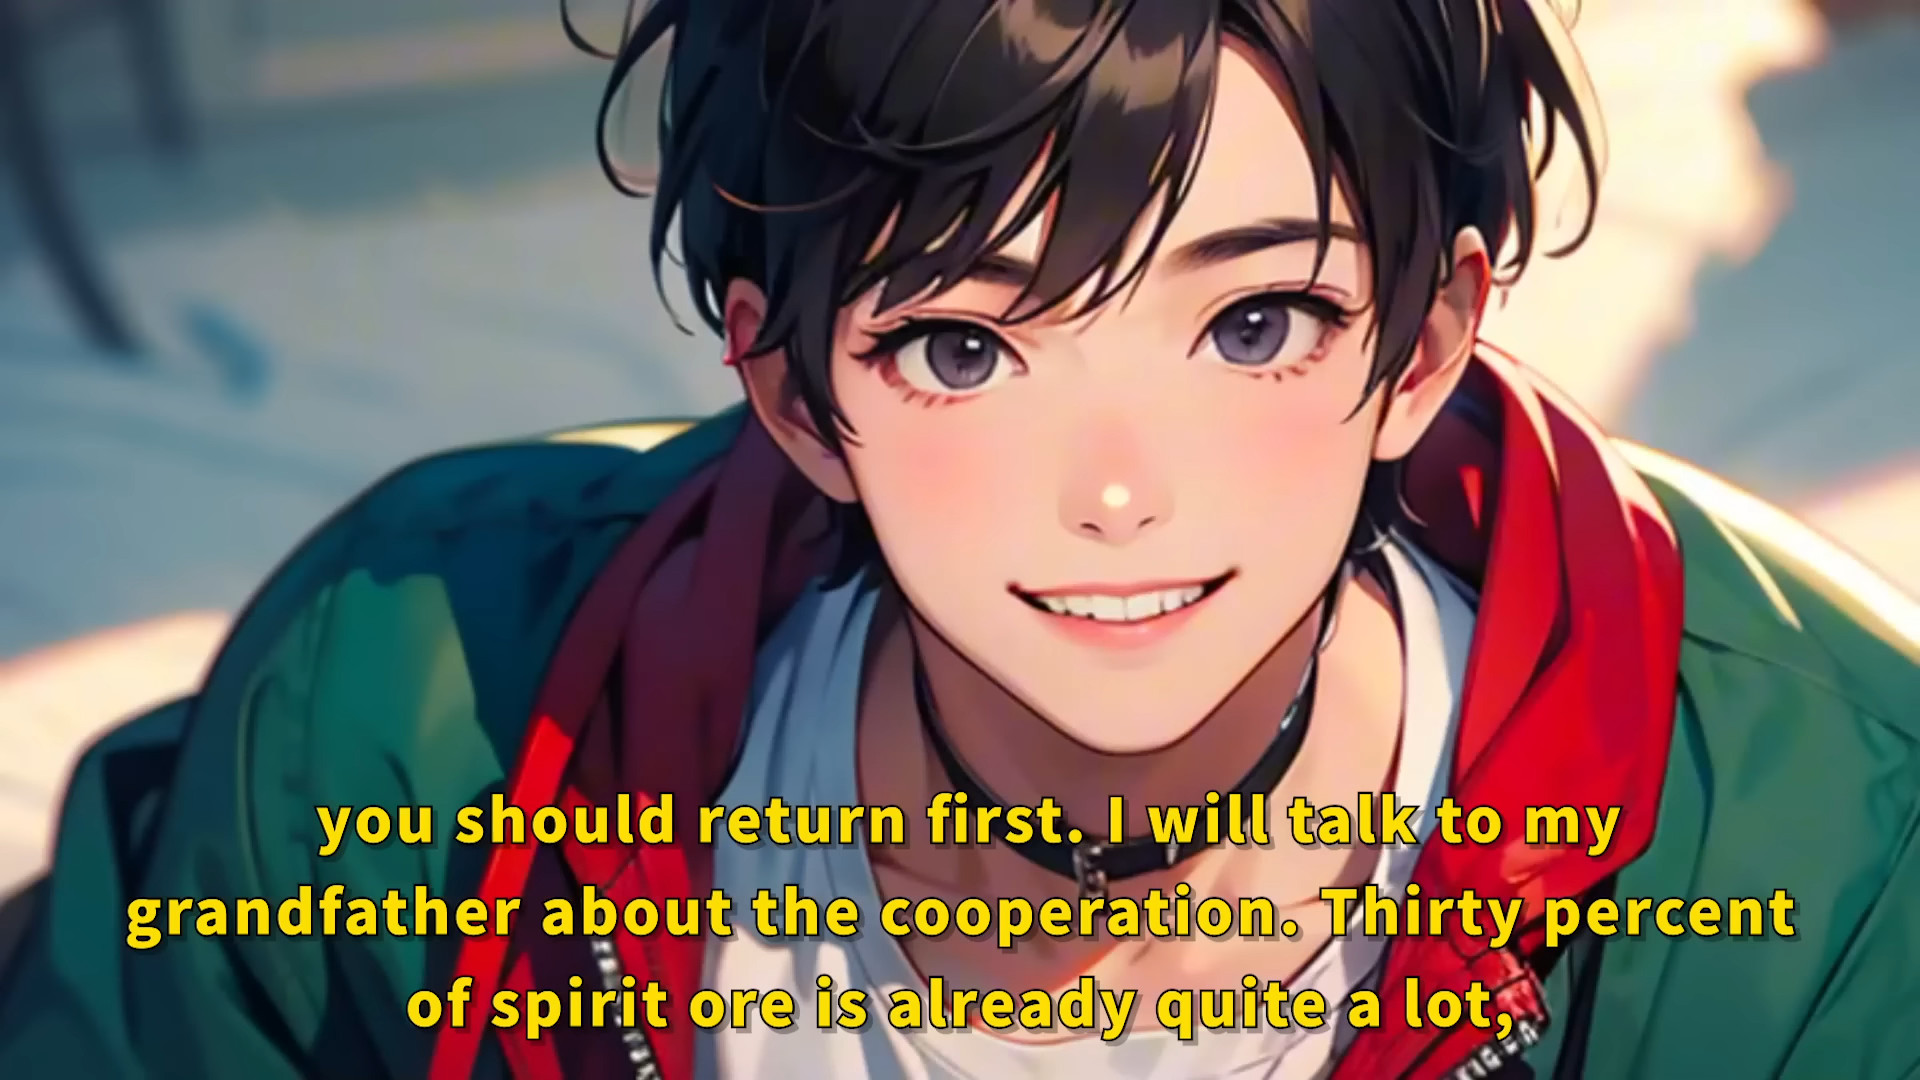 you should return first. I will talk to my
grandfather about the cooperation. Thirty percent
of spirit ore is already quite a lot,